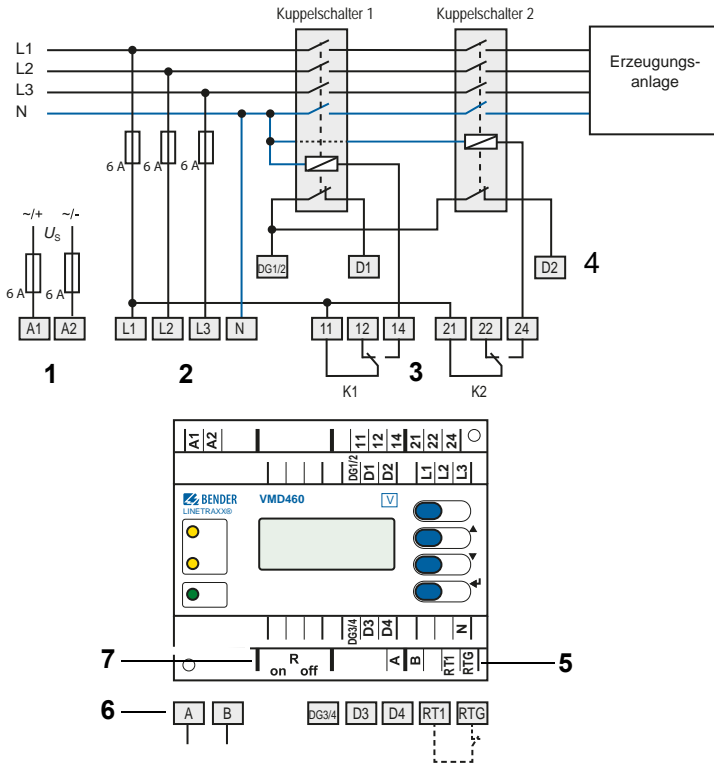 Kuppelschalter 1 Kuppelschalter 2
L1
L2
L3
N
Erzeugungs-
anlage
6 A 6 A 6 A
~/+ ~/-
US
6 A 6 A
DG1/2 D1 D2 4
A1 A2 L1 L2 L3 N 11 12 14 21 22 24
1 2 3
K1 K2
A1 A2 11 12 14 21 22 24
DG1/2 D1 D2 L1 L2 L3
BENDER VMD460 V
LINETRAXX®
DG3/4 D3 D4 N
7 R A B RT1 RTG 5
on off
6 A B DG3/4 D3 D4 RT1 RTG